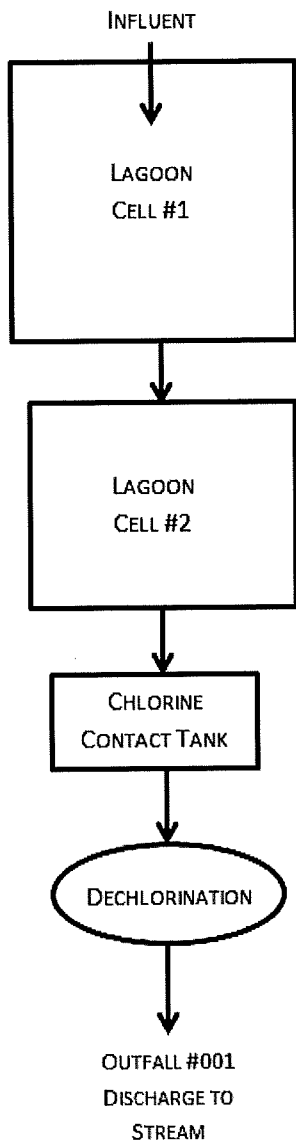 INFLUENT
LAGOON
CELL #1
LAGOON
CELL #2
CHLORINE
CONTACT TANK
DECHLORINATION
OUTFALL #001
DISCHARGE TO
STREAM